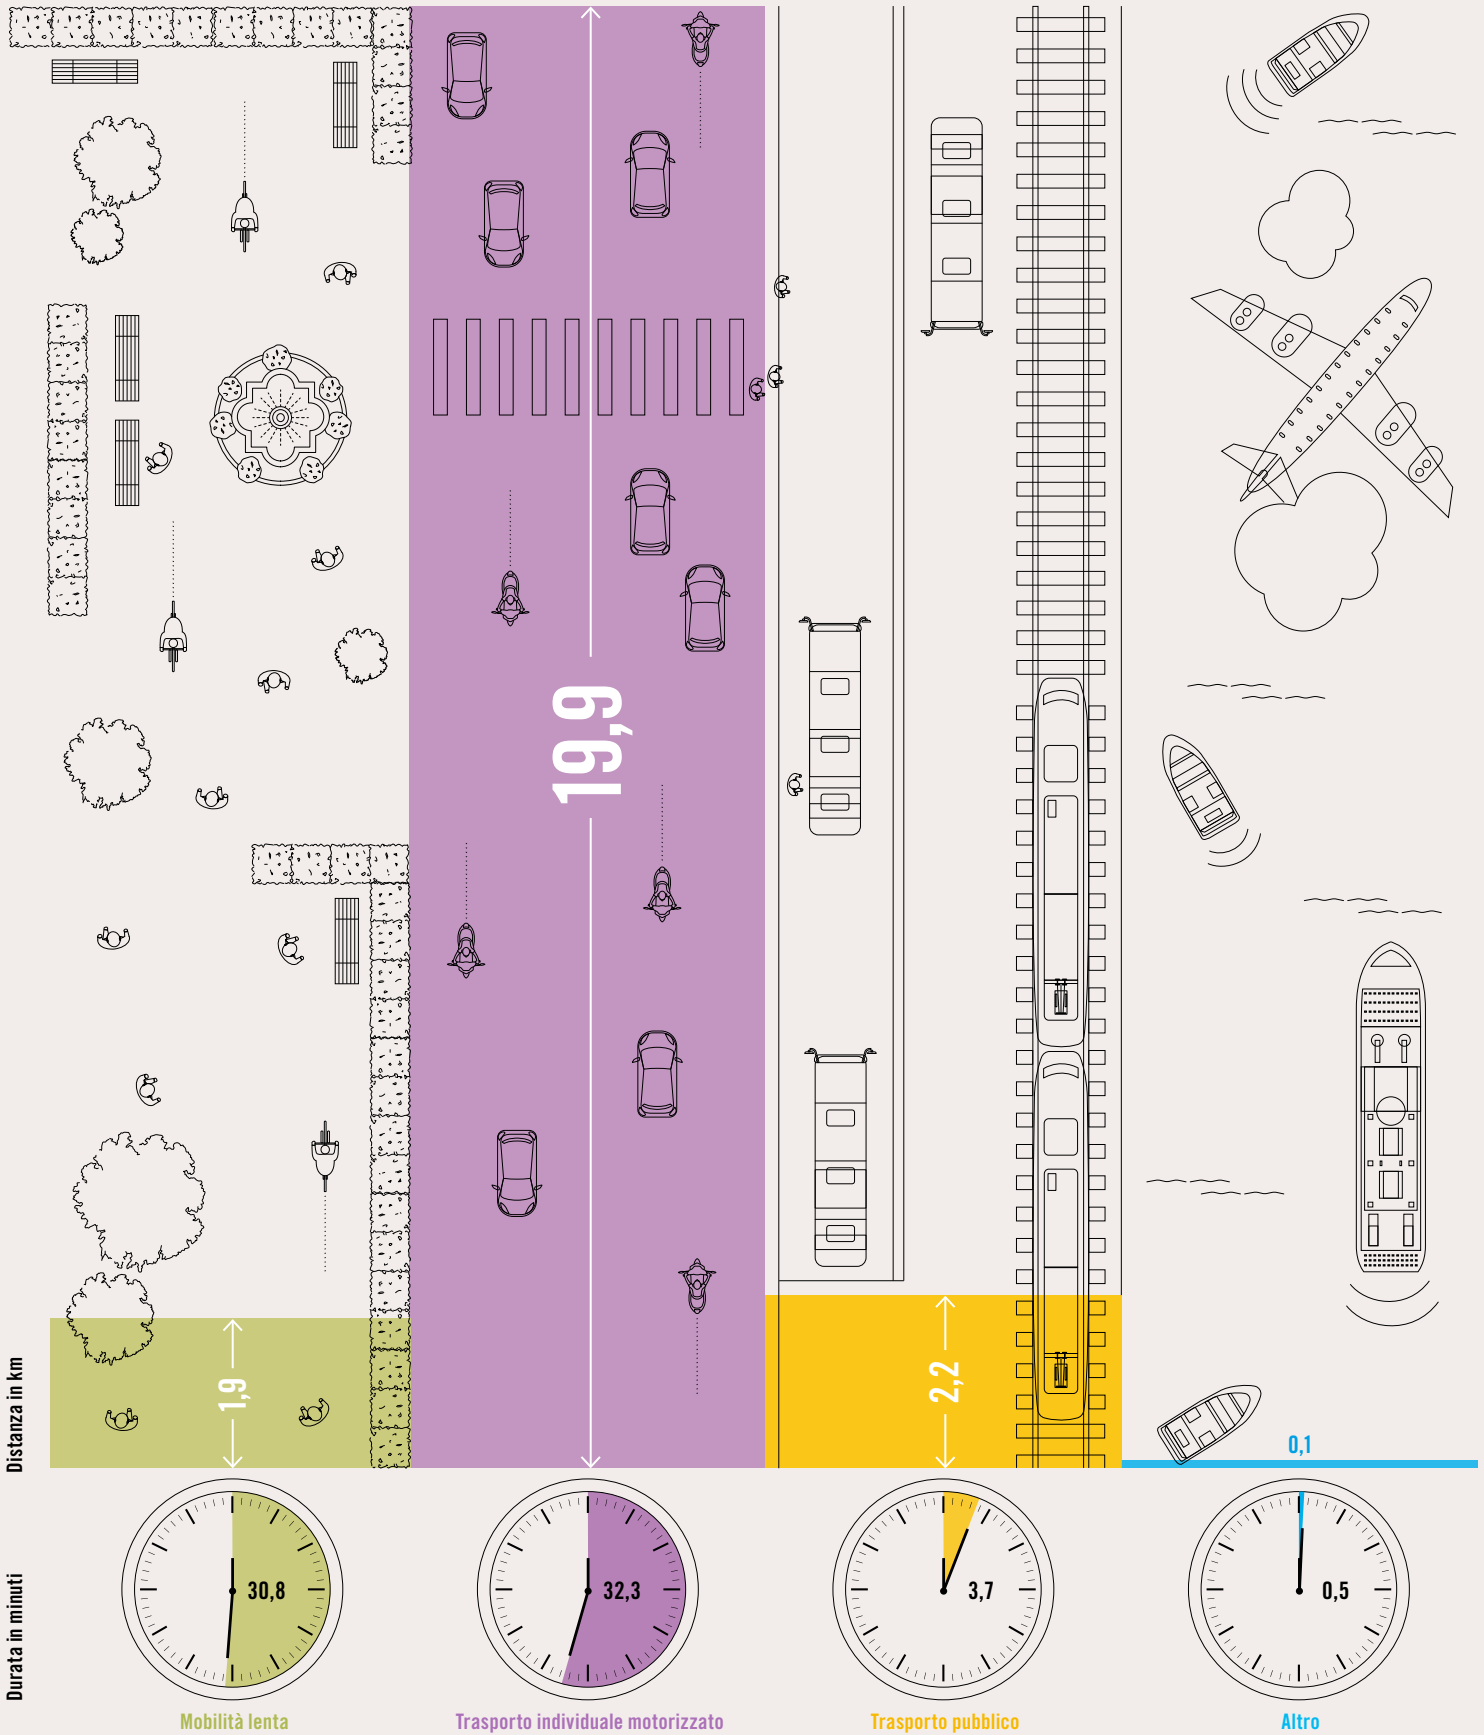 19,9
Distanza in km
1,9
2,2
0,1
Durata in minuti
30,8
32,3
3,7
0,5
Mobilità lenta
Trasporto individuale motorizzato
Trasporto pubblico
Altro